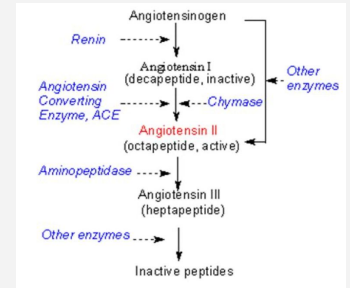 Angiotensinogen
Renin
Angiotensin I
(decapeptide, inactive)
Other
enzymes
Angiotensin
Converting
Enzyme, ACE
Chymase
Angiotensin II
(octapeptide, active)
Aminopeptidase
Angiotensin III
(heptapeptide)
Other enzymes
Inactive peptides